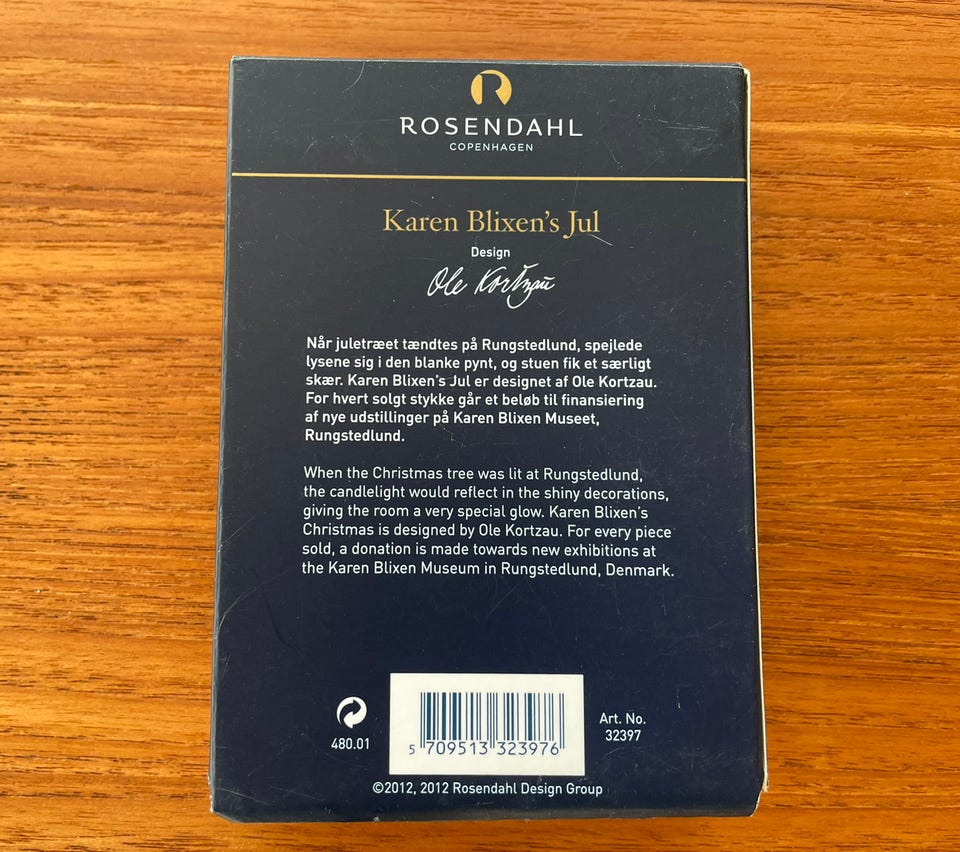 ROSENDAHL
COPENHAGEN
Karen Blixen's Jul
Design
Ole Kortzau
Når juletræet tændtes på Rungstedlund, spejlede
lysene sig i den blanke pynt, og stuen fik et særligt
skær. Karen Blixen's Jul er designet af Ole Kortzau.
For hvert solgt stykke går et beløb til finansiering
af nye udstillinger på Karen Blixen Museet,
Rungstedlund.
When the Christmas tree was lit at Rungstedlund,
the candlelight would reflect in the shiny decorations,
giving the room a very special glow. Karen Blixen's
Christmas is designed by Ole Kortzau. For every piece
sold, a donation is made towards new exhibitions at
the Karen Blixen Museum in Rungstedlund, Denmark.
480.01
5 709513 323976
Art. No.
32397
©2012, 2012 Rosendahl Design Group